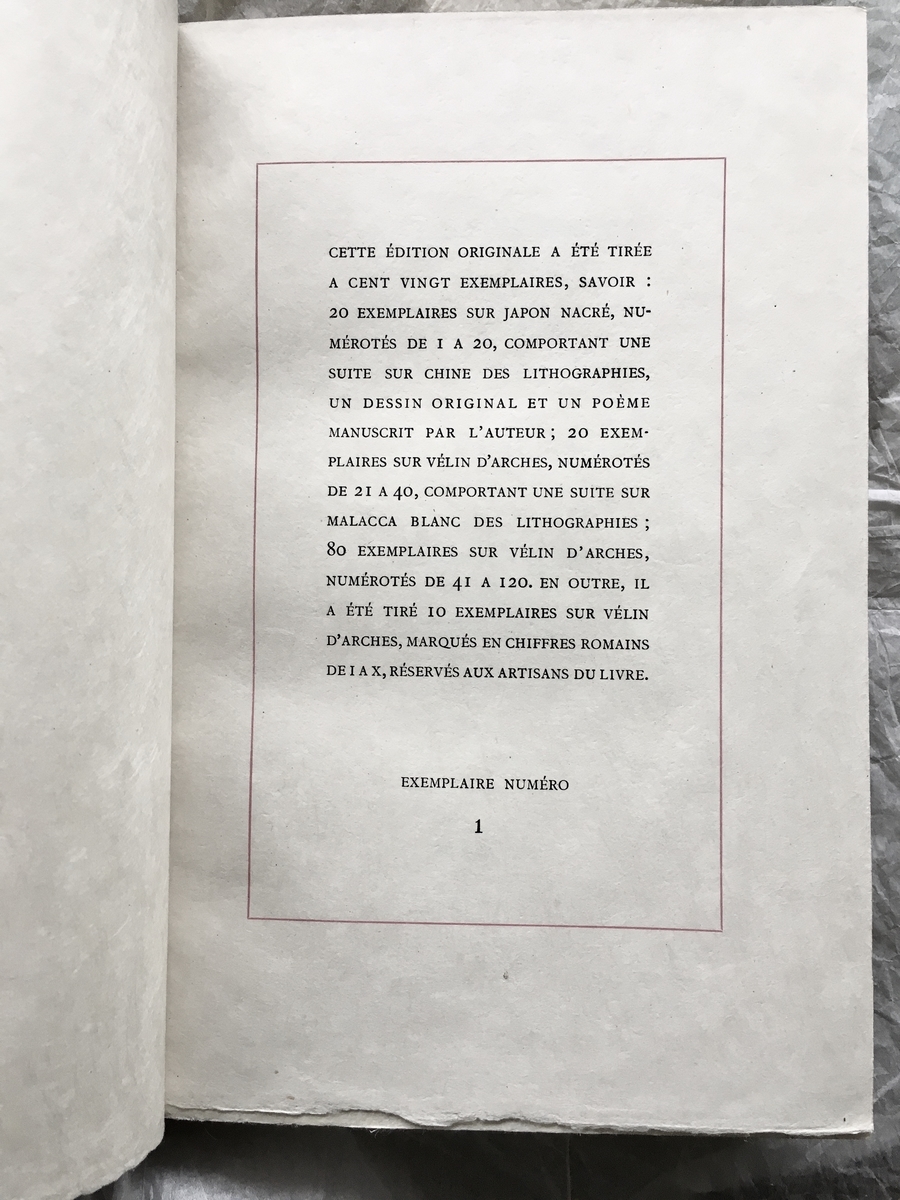 CETTE ÉDITION ORIGINALE A ÉTÉ TIRÉE
A CENT VINGT EXEMPLAIRES, SAVOIR :
20 EXEMPLAIRES SUR JAPON NACRÉ, NU-
MÉROTÉS DE 1 A 20, COMPORTANT UNE
SUITE SUR CHINE DES LITHOGRAPHIES,
UN DESSIN ORIGINAL ET UN POÈME
MANUSCRIT PAR L'AUTEUR ; 20 EXEM-
PLAIRES SUR VÉLIN D'ARCHES, NUMÉROTÉS
DE 21 A 40, COMPORTANT UNE SUITE SUR
MALACCA BLANC DES LITHOGRAPHIES ;
80 EXEMPLAIRES SUR VÉLIN D'ARCHES,
NUMÉROTÉS DE 41 A 120. EN OUTRE, IL
A ÉTÉ TIRÉ 10 EXEMPLAIRES SUR VÉLIN
D'ARCHES, MARQUÉS EN CHIFFRES ROMAINS
DE I A X, RÉSERVÉS AUX ARTISANS DU LIVRE.
EXEMPLAIRE NUMÉRO
1